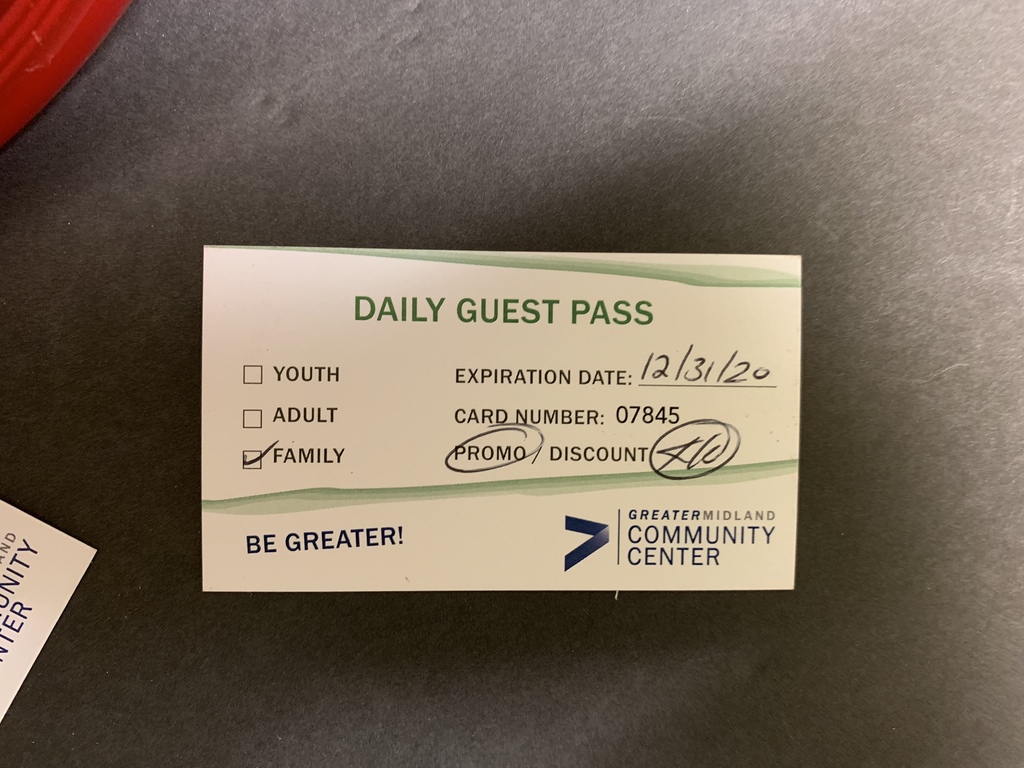 DAILY GUEST PASS
YOUTH
ADULT
FAMILY
EXPIRATION DATE: 12/31/20
CARD NUMBER: 07845
PROMO / DISCOUNT
BE GREATER!
GREATERMIDLAND
COMMUNITY
CENTER